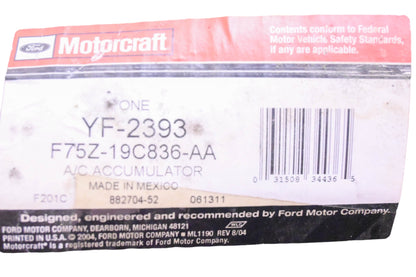 Ford
Motorcraft
Contents conform to Federal
Motor Vehicle Safety Standards,
if any are applicable.
ONE
YF-2393
F75Z-19C836-AA
A/C ACCUMULATOR
MADE IN MEXICO
F201C 882704-52 061311
0 31508 34436 5
Designed, engineered and recommended by Ford Motor Company.
FORD MOTOR COMPANY, DEARBORN, MICHIGAN 48121
PRINTED IN U.S.A. © 2004, FORD MOTOR COMPANY • ML1190 REV 8/04
Motorcraft® is a registered trademark of Ford Motor Company.